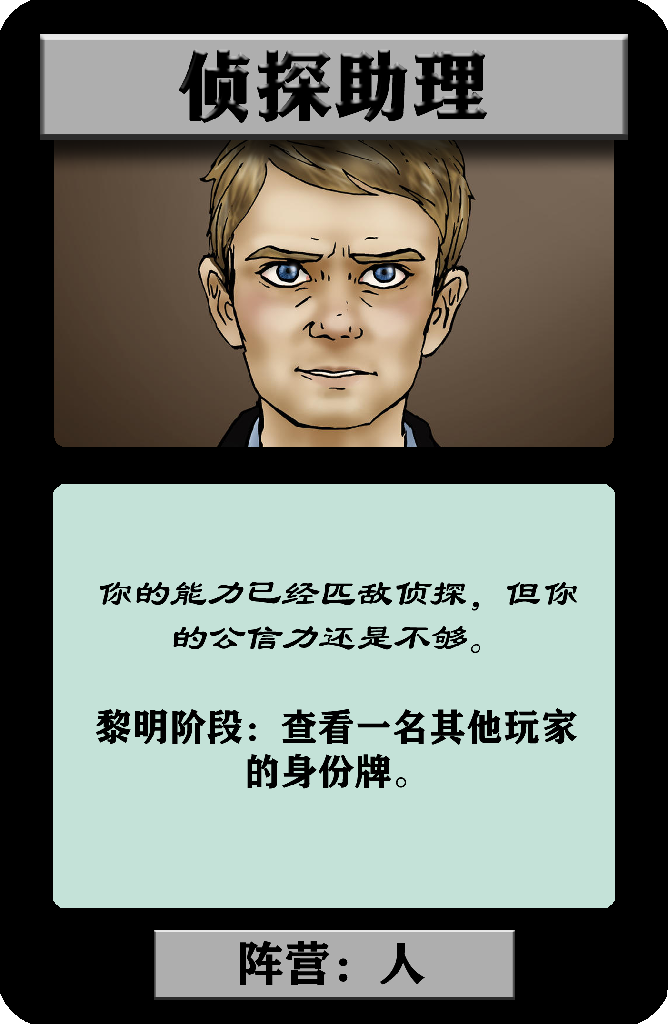 侦探助理
你的能力已经匹敌侦探，但你
的公信力还是不够。
黎明阶段：查看一名其他玩家
的身份牌。
阵营：人